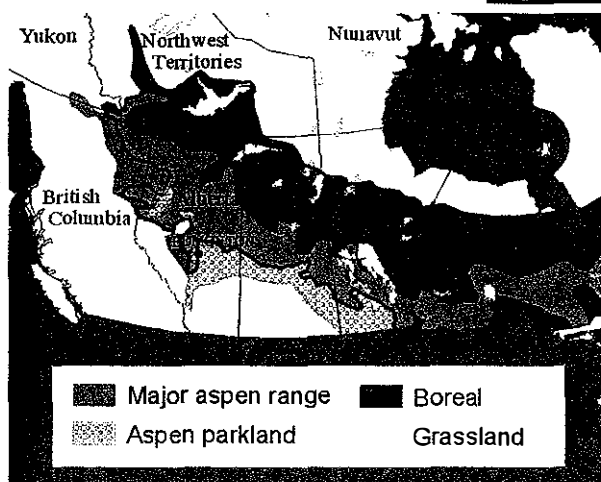 Yukon
Northwest
Territories
Nunavut
British
Columbia
Major aspen range
Boreal
Aspen parkland
Grassland